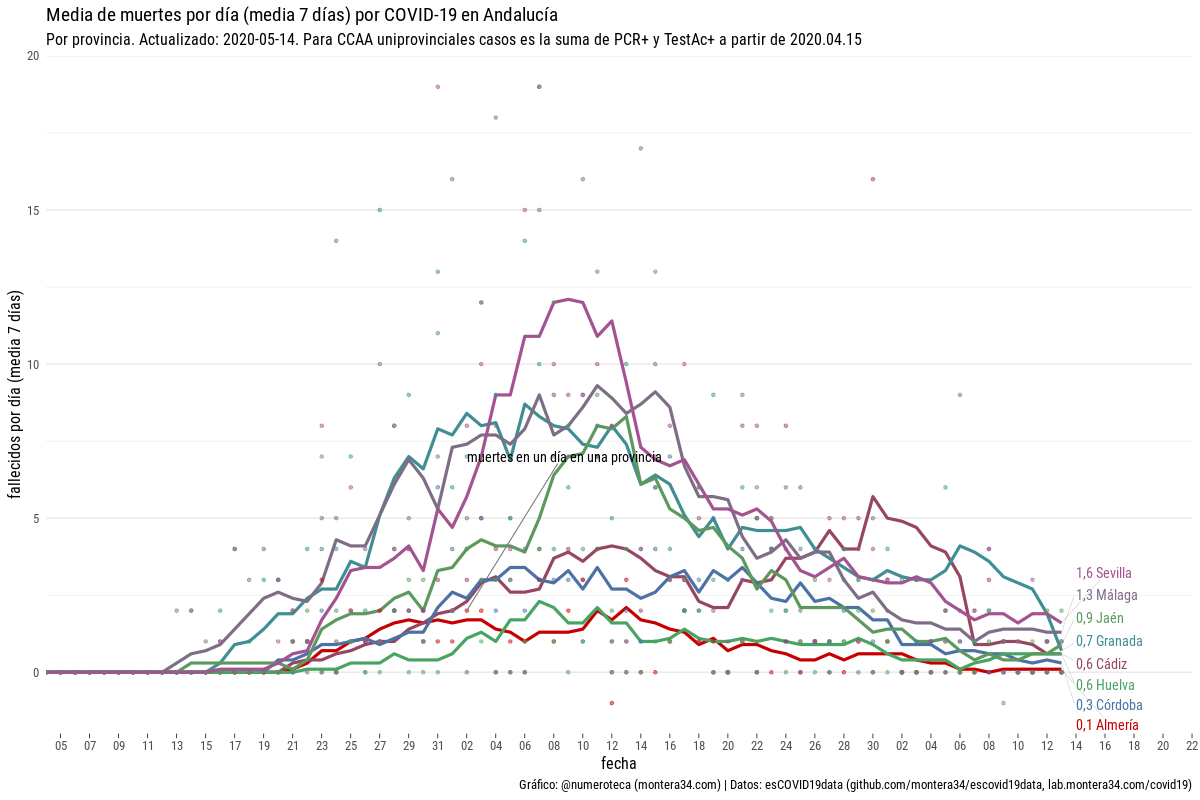 Media de muertes por día (media 7 días) por COVID-19 en Andalucía
Por provincia. Actualizado: 2020-05-14. Para CCAA uniprovinciales casos es la suma de PCR+ y TestAc+ a partir de 2020.04.15
20
15
10
5
0
fallecidos por día (media 7 días)
muertes en un día en una provincia
1,6 Sevilla
1,3 Málaga
0,9 Jaén
0,7 Granada
0,6 Cádiz
0,6 Huelva
0,3 Córdoba
0,1 Almería
05 07 09 11 13 15 17 19 21 23 25 27 29 31 02 04 06 08 10 12 14 16 18 20 22 24 26 28 30 02 04 06 08 10 12 14 16 18 20 22
fecha
Gráfico: @numeroteca (montera34.com) | Datos: esCOVID19data (github.com/montera34/escovid19data, lab.montera34.com/covid19)